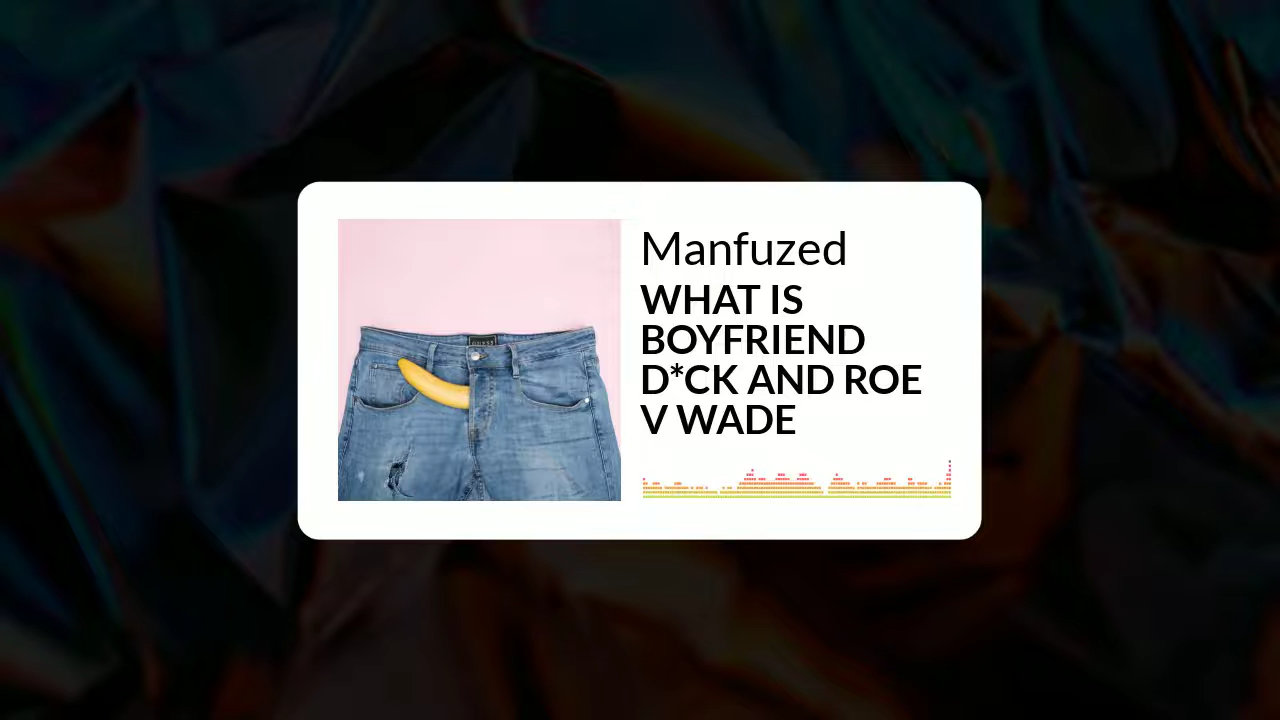 Manfuzed
WHAT IS
BOYFRIEND
D*CK AND ROE
V WADE